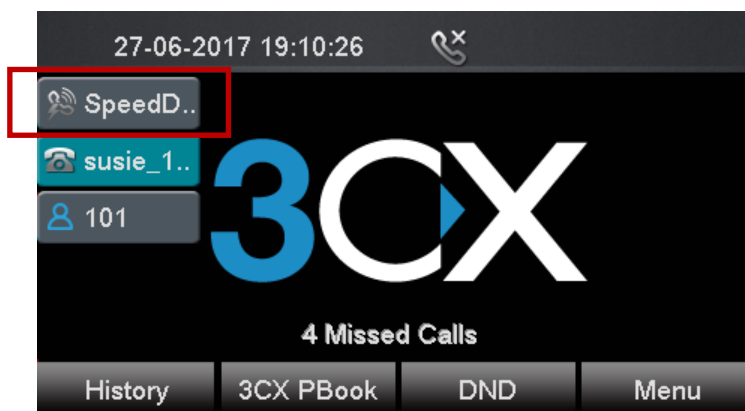 27-06-2017 19:10:26
SpeedD..
susie_1..
101
3CX
4 Missed Calls
History 3CX PBook DND Menu